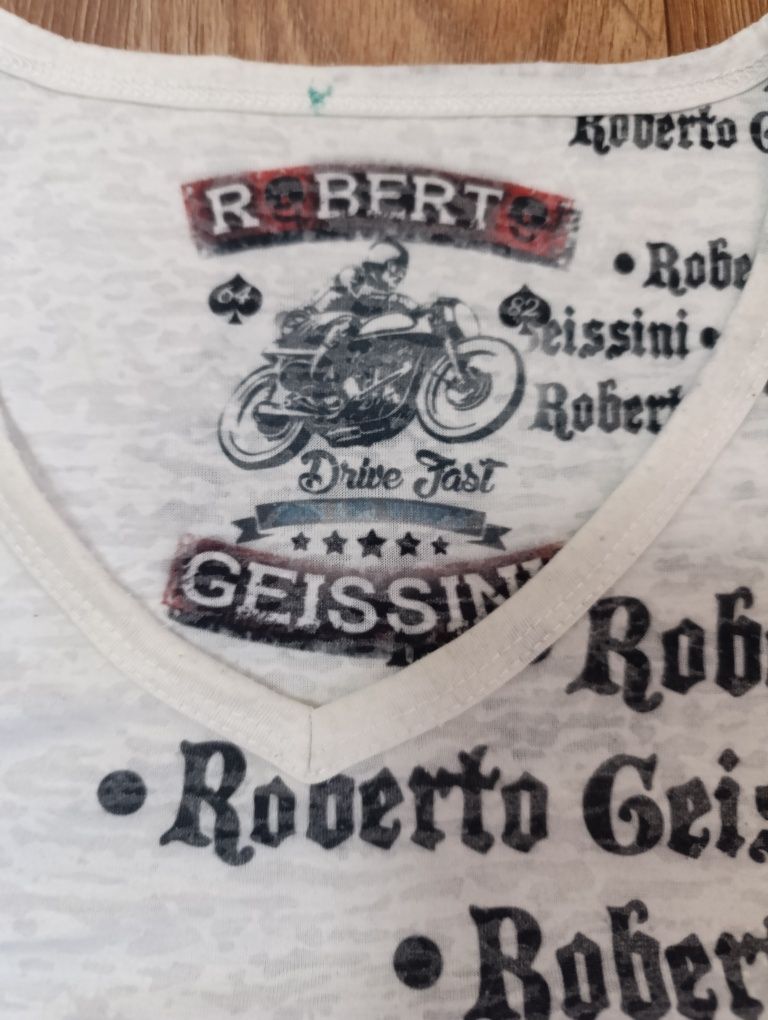 Roberto G
ROBERTO
• Robe
64
82
Geissini •
Robert
Drive Fast
GEISSINI
• Rob
• Roberto Geis
• Rober